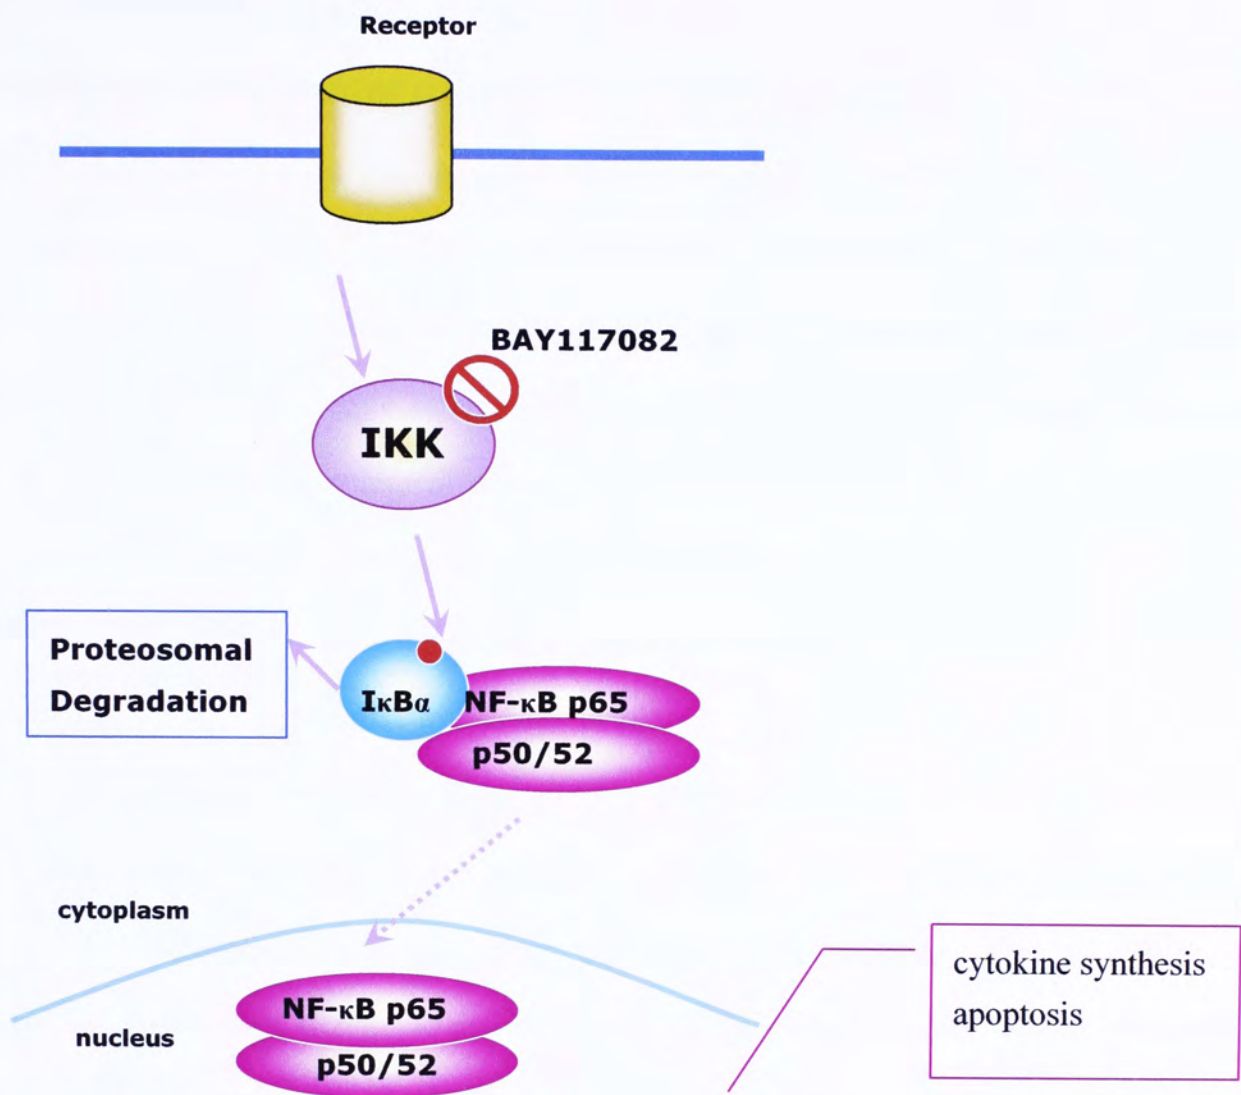 Receptor
BAY117082
IKK
Proteosomal
Degradation
IκBα
NF-κB p65
p50/52
cytoplasm
nucleus
NF-κB p65
p50/52
cytokine synthesis
apoptosis